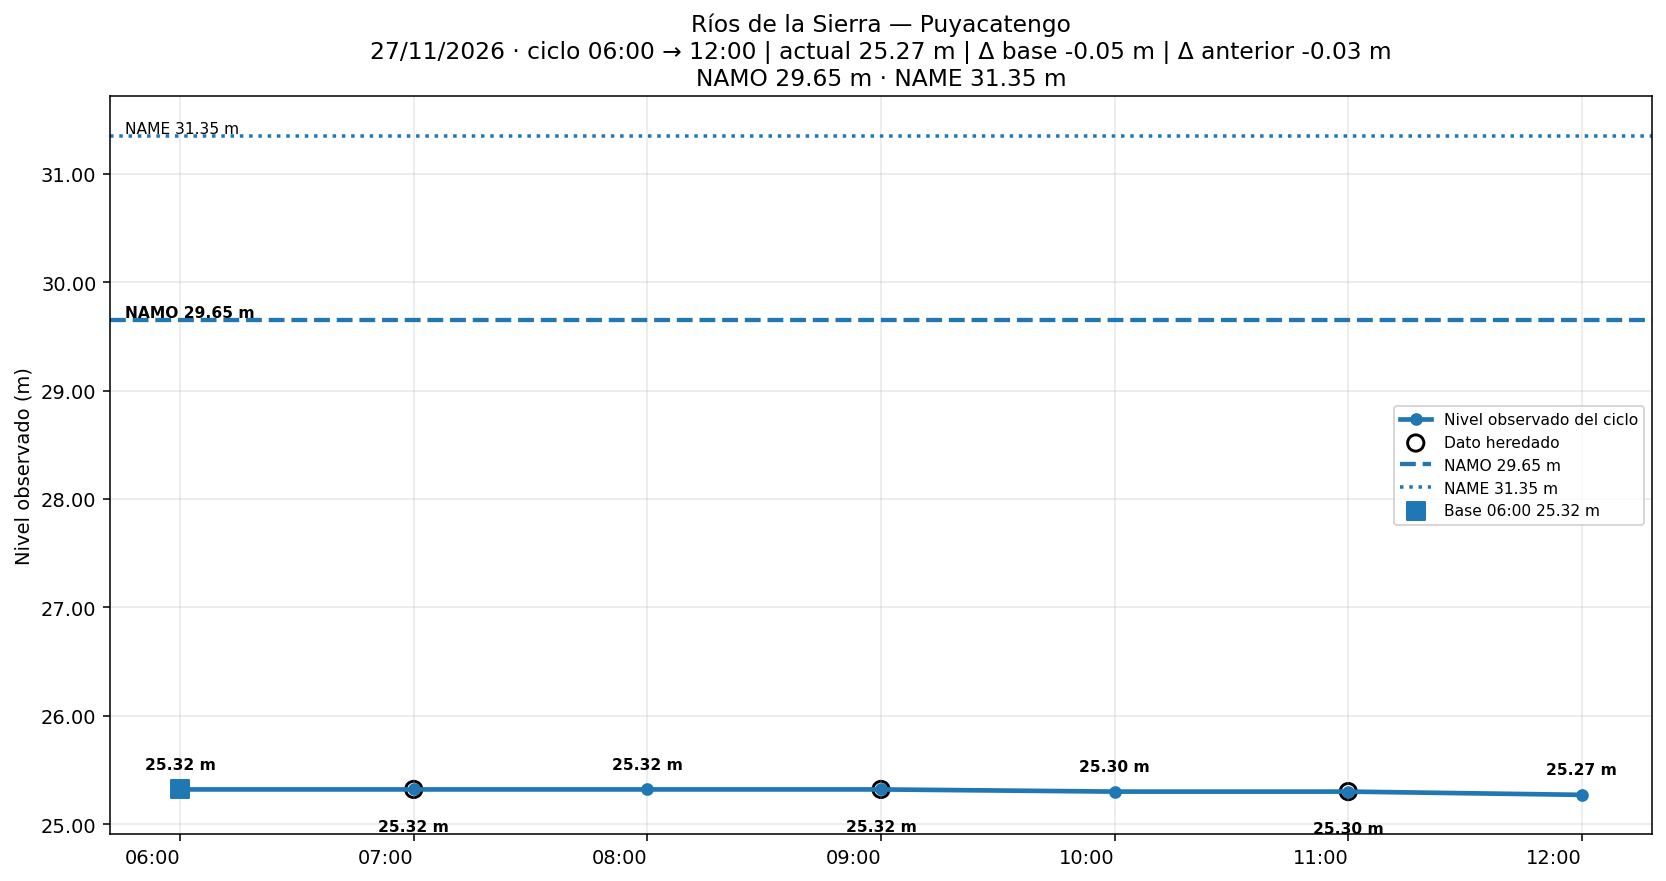 Ríos de la Sierra — Puyacatengo
27/11/2026 · ciclo 06:00 → 12:00 | actual 25.27 m | Δ base -0.05 m | Δ anterior -0.03 m
NAMO 29.65 m · NAME 31.35 m
Nivel observado (m)
31.00
30.00
29.00
28.00
27.00
26.00
25.00
NAME 31.35 m
NAMO 29.65 m
Nivel observado del ciclo
Dato heredado
NAMO 29.65 m
NAME 31.35 m
Base 06:00 25.32 m
25.32 m
25.32 m
25.32 m
25.32 m
25.30 m
25.30 m
25.27 m
06:00
07:00
08:00
09:00
10:00
11:00
12:00